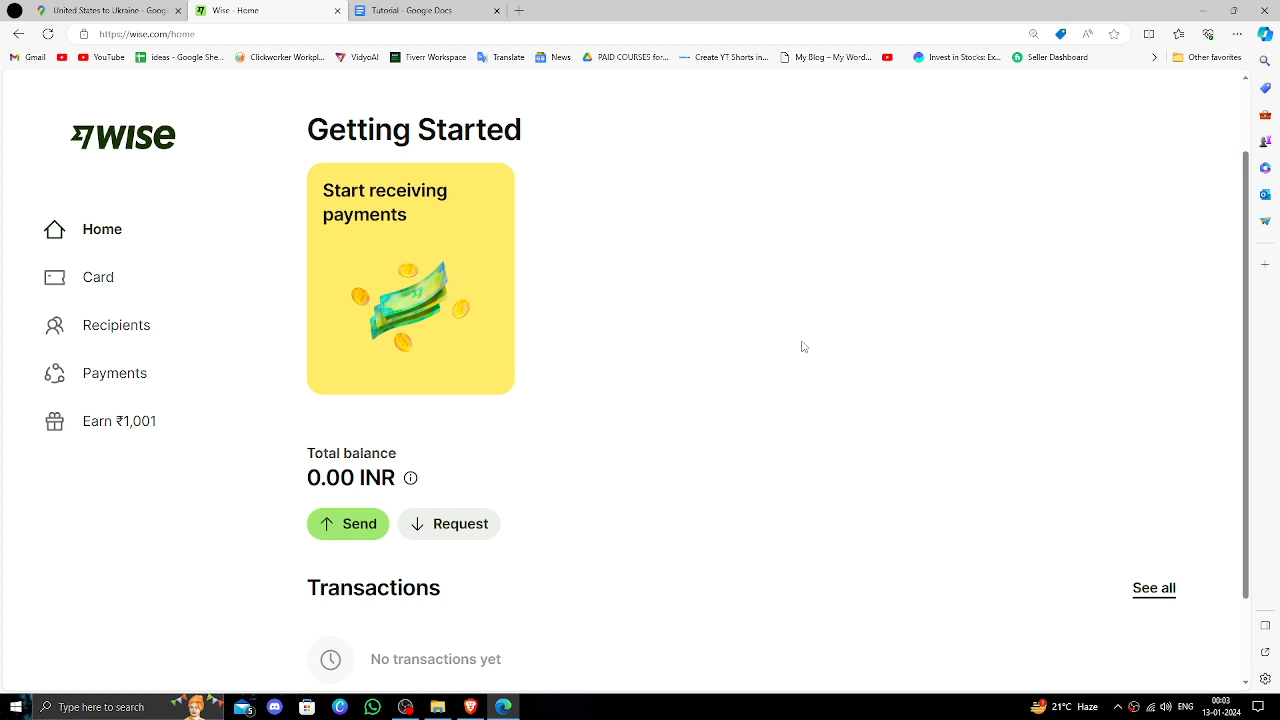 United States to Ukraine - Goog
Wise - Home
Tutorial - Google Docs
https://wise.com/home
Gmail
YouTube
ideas - Google She
Clickworker Workpl...
VidyoAI
Fiverr Workspace
Translate
News
PAID COURSES for...
Create YT Shorts in...
My Blog – My Word...
Invest in Stocks: Ex...
Seller Dashboard
Other favorites
WISE
Home
Card
Recipients
Payments
Earn ₹1,001
Getting Started
Start receiving
payments
Total balance
0.00 INR
Send
Request
Transactions
See all
No transactions yet
Type here to search
5
21°C Haze
ENG
00:03
13-01-2024